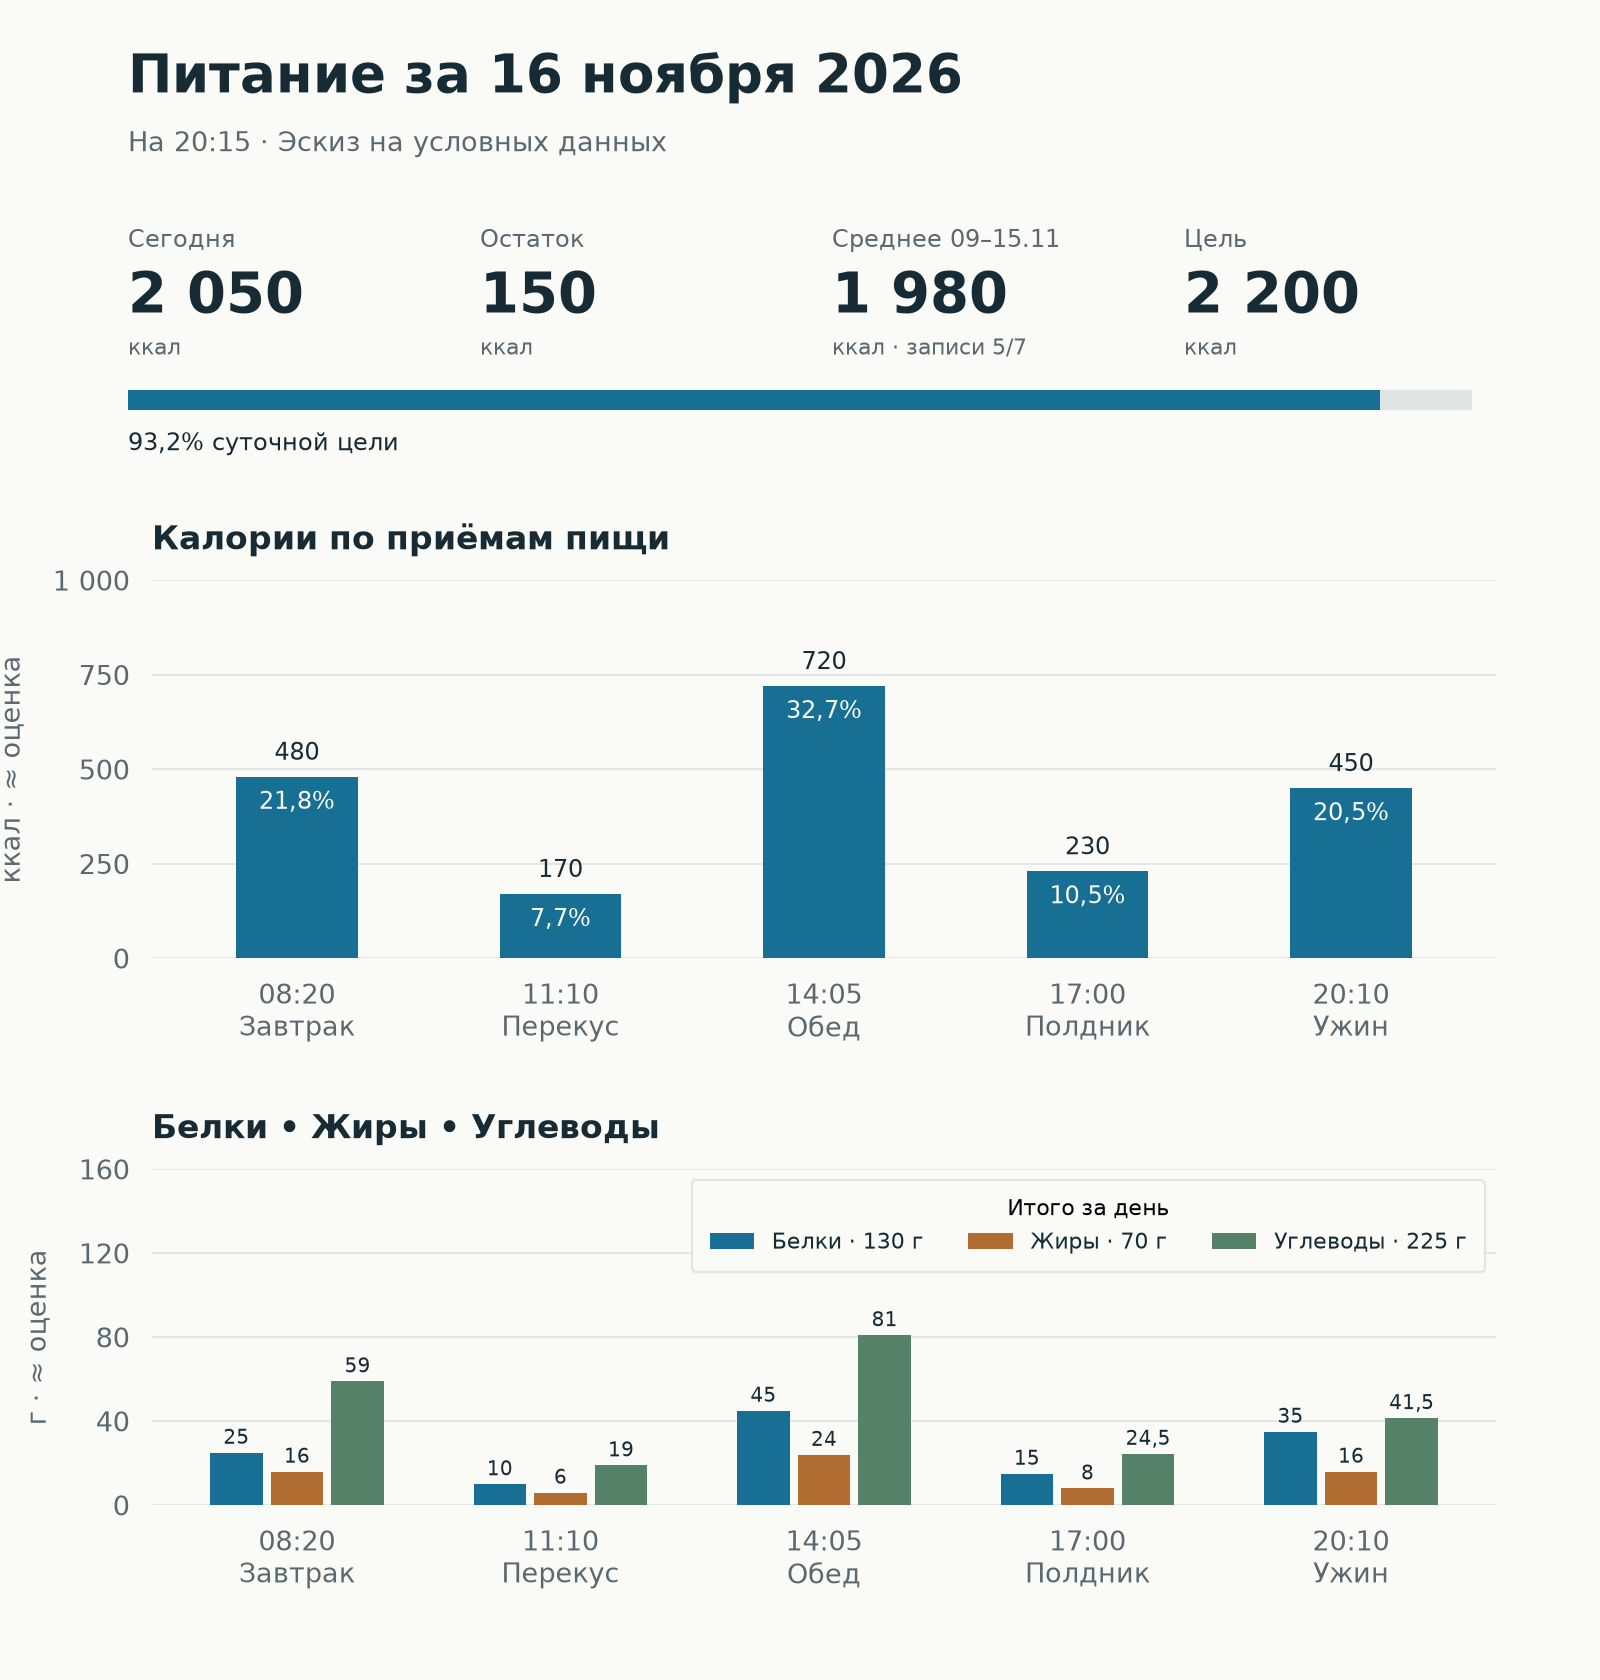 Питание за 16 ноября 2026
На 20:15 · Эскиз на условных данных
Сегодня
2 050
ккал
Остаток
150
ккал
Среднее 09–15.11
1 980
ккал · записи 5/7
Цель
2 200
ккал
93,2% суточной цели
Калории по приёмам пищи
ккал · ≈ оценка
1 000
750
500
250
0
480
21,8%
170
7,7%
720
32,7%
230
10,5%
450
20,5%
08:20
Завтрак
11:10
Перекус
14:05
Обед
17:00
Полдник
20:10
Ужин
Белки • Жиры • Углеводы
г · ≈ оценка
160
120
80
40
0
Итого за день
Белки · 130 г
Жиры · 70 г
Углеводы · 225 г
25
16
59
10
6
19
45
24
81
15
8
24,5
35
16
41,5
08:20
Завтрак
11:10
Перекус
14:05
Обед
17:00
Полдник
20:10
Ужин